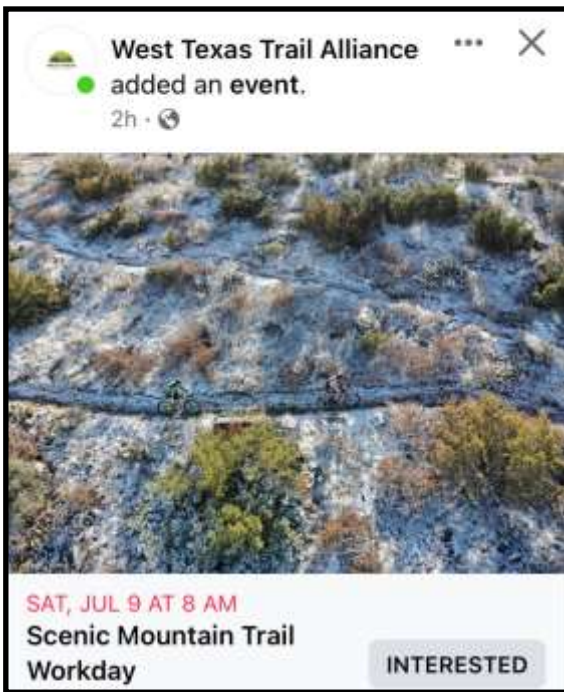 West Texas Trail Alliance
added an event.
2h ·
SAT, JUL 9 AT 8 AM
Scenic Mountain Trail
Workday
INTERESTED